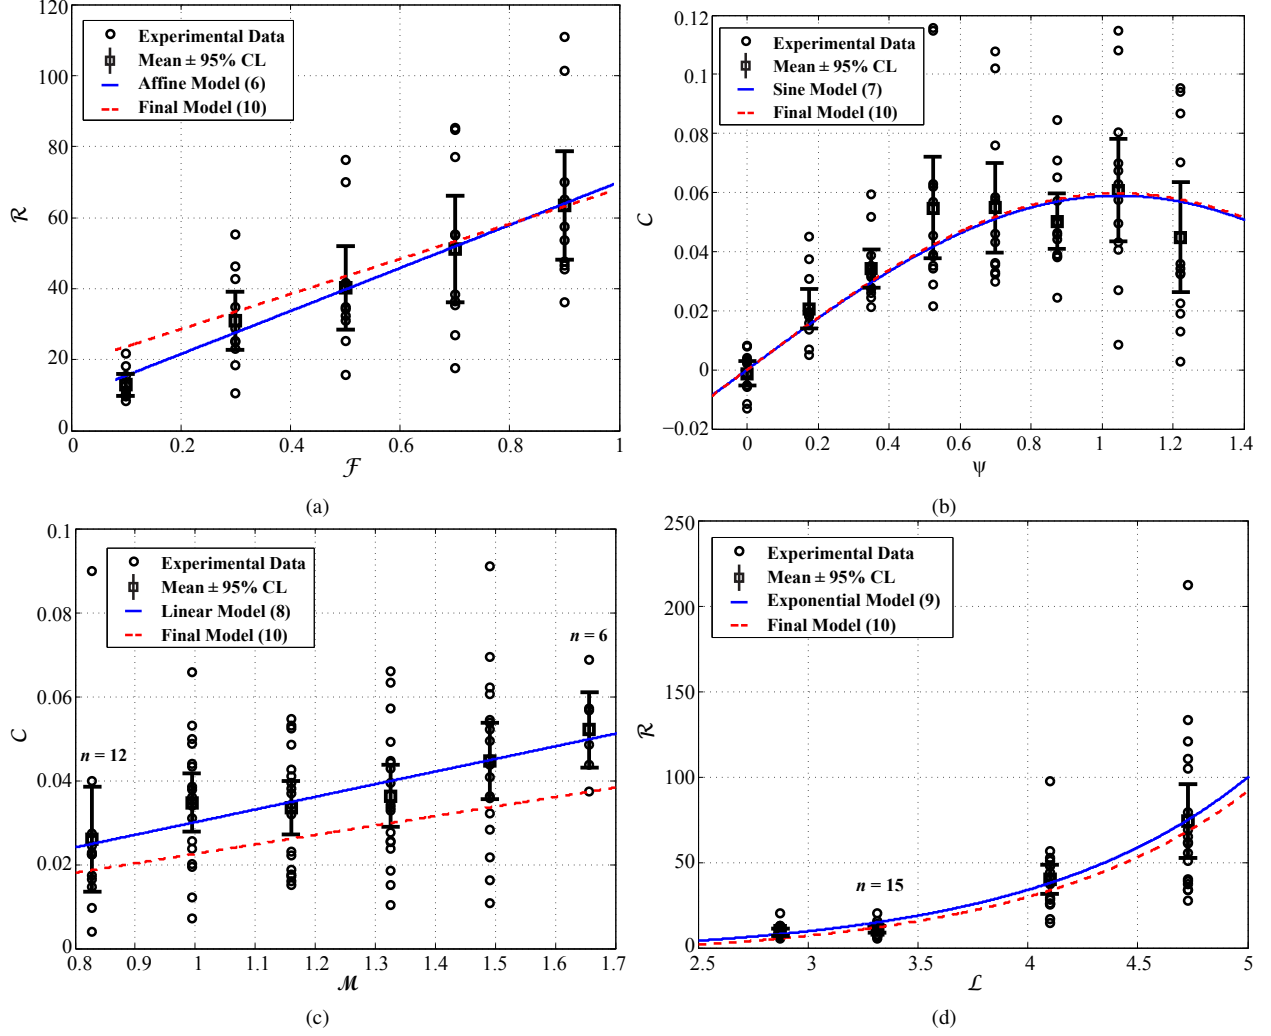 120
100
80
60
40
20
0
ℛ
Experimental Data
Mean ± 95% CL
Affine Model (6)
Final Model (10)
0
0.2
0.4
0.6
0.8
1
ℱ
(a)
0.12
0.1
0.08
0.06
0.04
0.02
0
−0.02
C
Experimental Data
Mean ± 95% CL
Sine Model (7)
Final Model (10)
0
0.2
0.4
0.6
0.8
1
1.2
1.4
ψ
(b)
0.1
0.08
0.06
0.04
0.02
0
C
Experimental Data
Mean ± 95% CL
Linear Model (8)
Final Model (10)
n = 12
n = 6
0.8
0.9
1
1.1
1.2
1.3
1.4
1.5
1.6
1.7
ℳ
(c)
250
200
150
100
50
0
ℛ
Experimental Data
Mean ± 95% CL
Exponential Model (9)
Final Model (10)
n = 15
2.5
3
3.5
4
4.5
5
ℒ
(d)